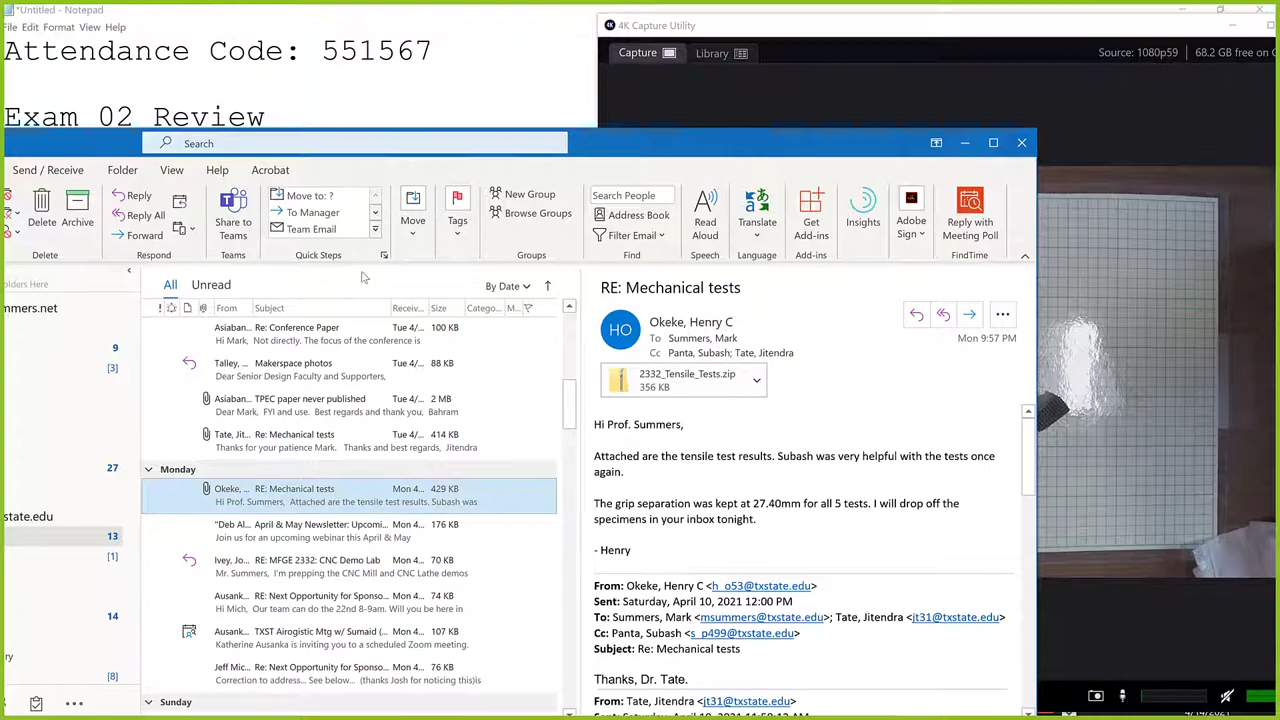 *Untitled - Notepad
File Edit Format View Help
Attendance Code: 551567
Exam 02 Review
4K Capture Utility
Capture Library Source: 1080p59 68.2 GB free on
Search
Send / Receive Folder View Help Acrobat
Delete Archive
Reply
Reply All
Forward
Share to Teams
Move to: ?
To Manager
Team Email
Move
Tags
New Group
Browse Groups
Search People
Address Book
Filter Email
Read Aloud
Translate
Get Add-ins
Insights
Adobe Sign
Reply with Meeting Poll
Delete Respond Teams Quick Steps Groups Find Speech Language Add-ins FindTime
olders Here
mmers.net
9
[3]
27
state.edu
13
[1]
14
ry
[8]
All Unread By Date
! From Subject Receiv... Size Catego... M...
Asiaban... Re: Conference Paper Tue 4/... 100 KB
Hi Mark, Not directly. The focus of the conference is
Talley, ... Makerspace photos Tue 4/... 88 KB
Dear Senior Design Faculty and Supporters,
Asiaban... TPEC paper never published Tue 4/... 2 MB
Dear Mark, FYI and use. Best regards and thank you, Bahram
Tate, Jit... Re: Mechanical tests Tue 4/... 414 KB
Thanks for your patience Mark. Thanks and best regards, Jitendra
Monday
Okeke, ... RE: Mechanical tests Mon 4... 429 KB
Hi Prof. Summers, Attached are the tensile test results. Subash was
"Deb Al... April & May Newsletter: Upcomi... Mon 4... 176 KB
Join us for an upcoming webinar this April & May
Ivey, Jo... RE: MFGE 2332: CNC Demo Lab Mon 4... 70 KB
Mr. Summers, I'm prepping the CNC Mill and CNC Lathe demos
Ausank... RE: Next Opportunity for Sponso... Mon 4... 74 KB
Hi Mich, Our team can do the 22nd 8-9am. Will you be here in
Ausank... TXST Airogistic Mtg w/ Sumaid (... Mon 4... 107 KB
Katherine Ausanka is inviting you to a scheduled Zoom meeting.
Jeff Mic... RE: Next Opportunity for Sponso... Mon 4... 76 KB
Correction to address... See below... (thanks Josh for noticing this)s
Sunday
RE: Mechanical tests
HO
Okeke, Henry C
To Summers, Mark
Cc Panta, Subash; Tate, Jitendra
Mon 9:57 PM
2332_Tensile_Tests.zip
356 KB
Hi Prof. Summers,
Attached are the tensile test results. Subash was very helpful with the tests once
again.
The grip separation was kept at 27.40mm for all 5 tests. I will drop off the
specimens in your inbox tonight.
- Henry
From: Okeke, Henry C <h_o53@txstate.edu>
Sent: Saturday, April 10, 2021 12:00 PM
To: Summers, Mark <msummers@txstate.edu>; Tate, Jitendra <jt31@txstate.edu>
Cc: Panta, Subash <s_p499@txstate.edu>
Subject: Re: Mechanical tests
Thanks, Dr. Tate.
From: Tate, Jitendra <jt31@txstate.edu>